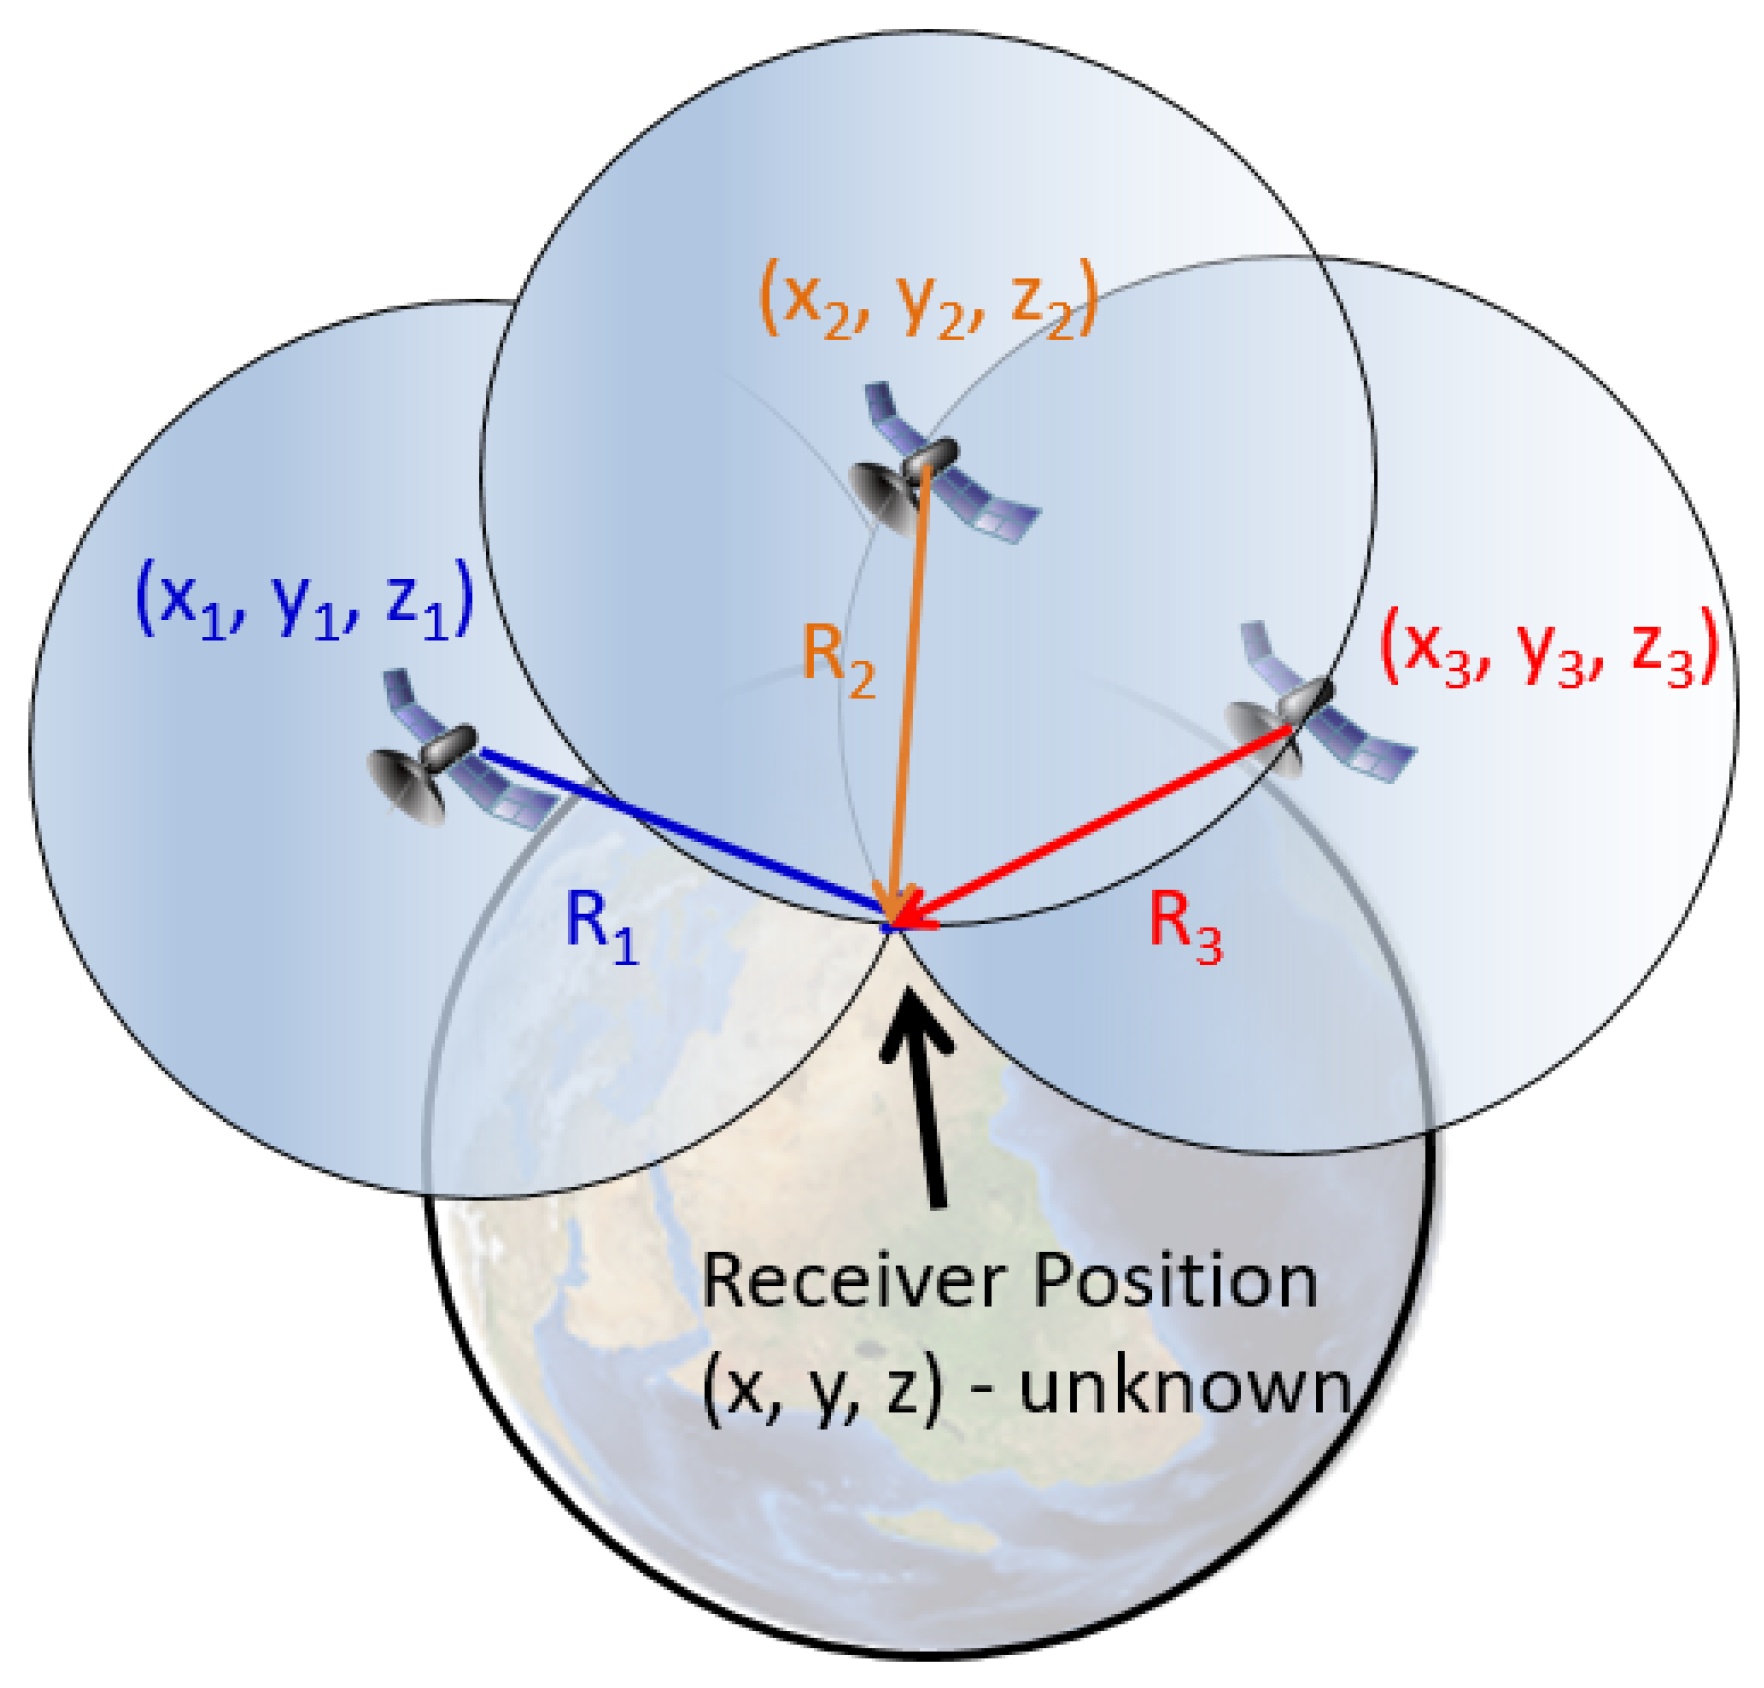 (x₂, y₂, z₂)
(x₁, y₁, z₁)
(x₃, y₃, z₃)
R₂
R₁
R₃
Receiver Position
(x, y, z) - unknown